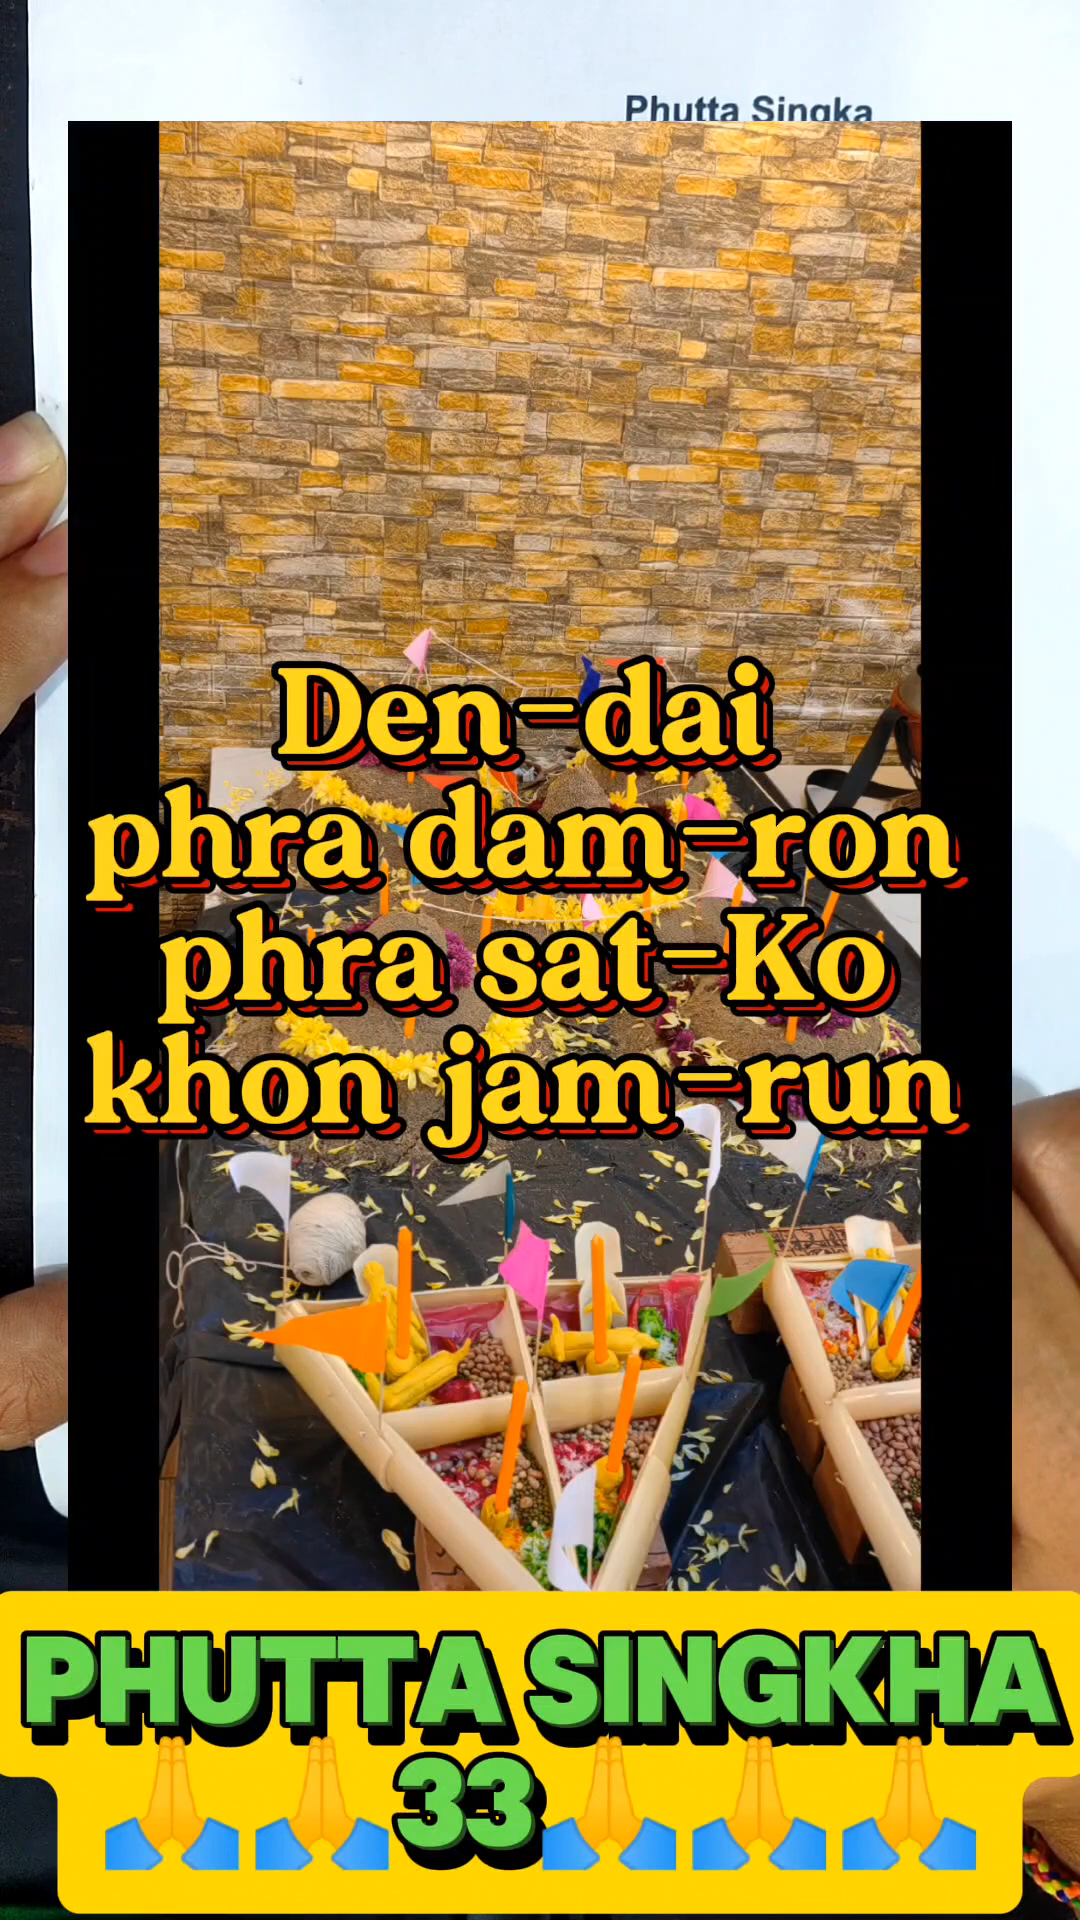 Phutta Singka
Den-dai
phra dam-ron
phra sat-Ko
khon jam-run
PHUTTA SINGKHA
🙏🙏33🙏🙏🙏